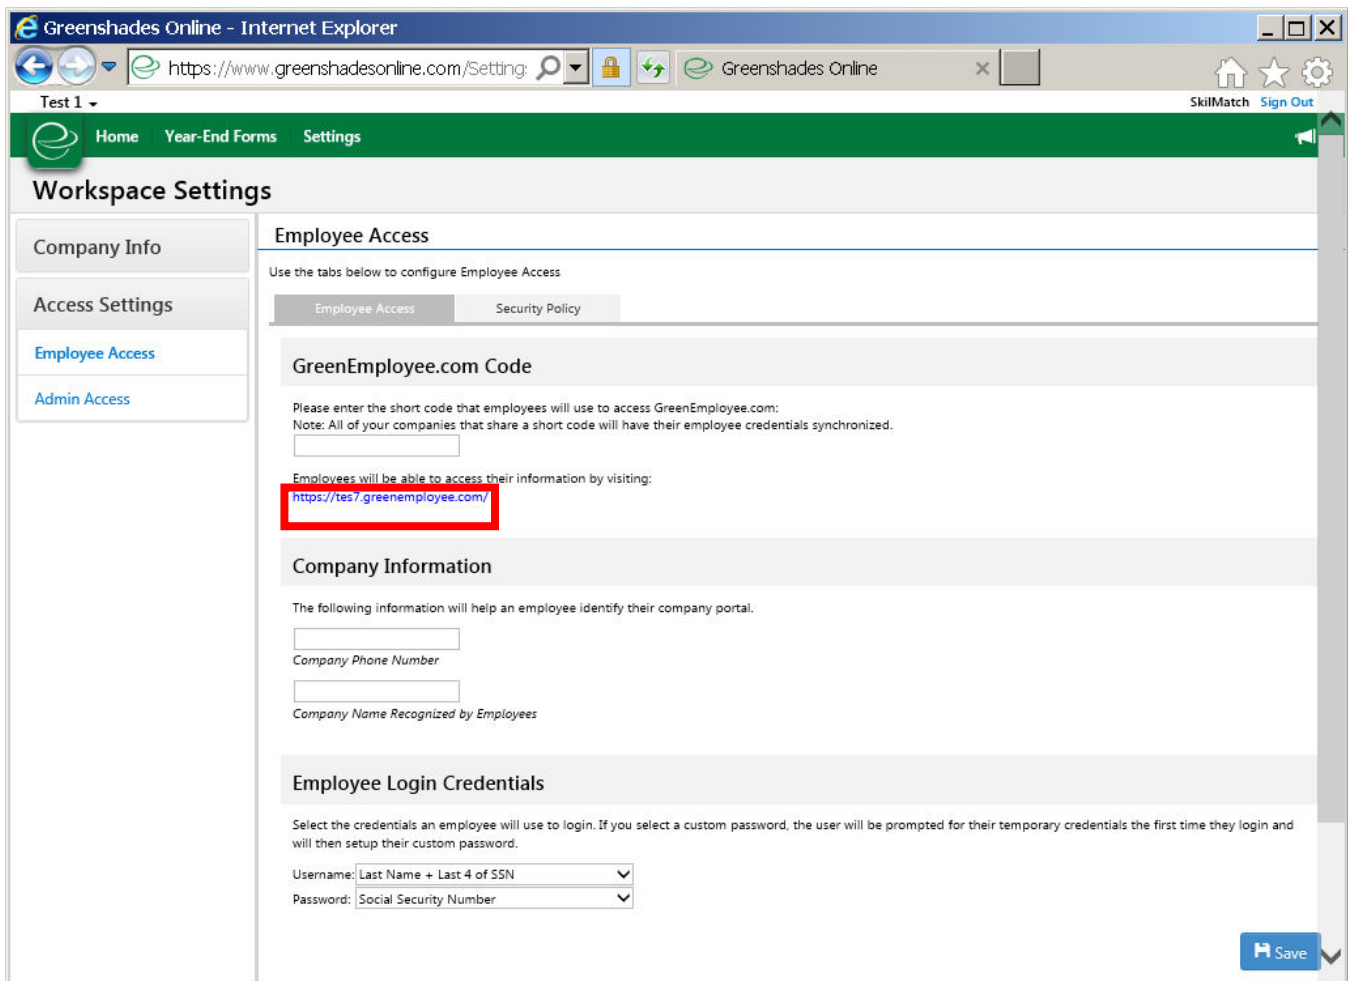 Greenshades Online - Internet Explorer
https://www.greenshadesonline.com/Setting
Greenshades Online
Test 1
SkilMatch Sign Out
Home Year-End Forms Settings
Workspace Settings
Company Info
Access Settings
Employee Access
Admin Access
Employee Access
Use the tabs below to configure Employee Access
Employee Access Security Policy
GreenEmployee.com Code
Please enter the short code that employees will use to access GreenEmployee.com:
Note: All of your companies that share a short code will have their employee credentials synchronized.
Employees will be able to access their information by visiting:
https://tes7.greenemployee.com/
Company Information
The following information will help an employee identify their company portal.
Company Phone Number
Company Name Recognized by Employees
Employee Login Credentials
Select the credentials an employee will use to login. If you select a custom password, the user will be prompted for their temporary credentials the first time they login and
will then setup their custom password.
Username: Last Name + Last 4 of SSN
Password: Social Security Number
Save